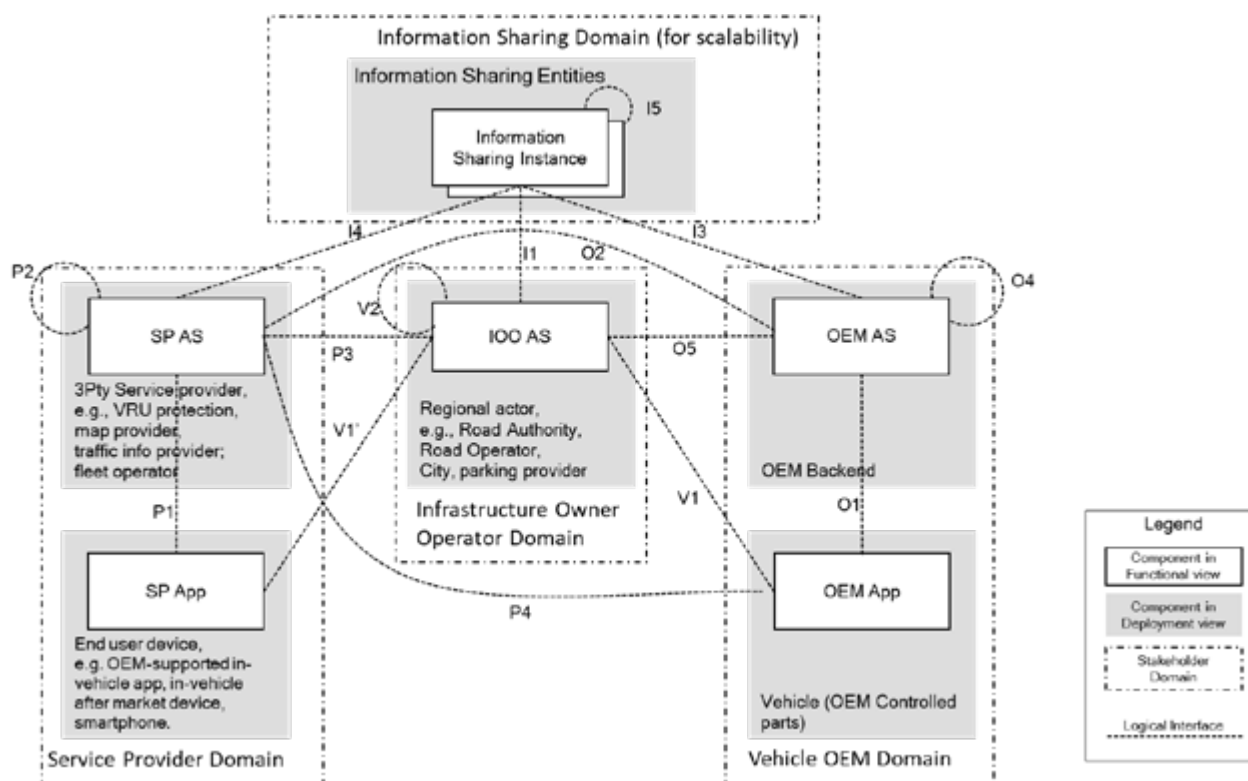 Information Sharing Domain (for scalability)
Information Sharing Entities
I5
Information
Sharing Instance
I4
I3
I1
O2
P2
V2
O4
SP AS
IOO AS
OEM AS
P3
O5
3Pty Service provider,
e.g., VRU protection,
map provider,
traffic info provider;
fleet operator
V1'
Regional actor,
e.g., Road Authority,
Road Operator,
City, parking provider
OEM Backend
P1
Infrastructure Owner
Operator Domain
V1
O1
SP App
OEM App
P4
End user device,
e.g. OEM-supported in-
vehicle app, in-vehicle
after market device,
smartphone.
Vehicle (OEM Controlled
parts)
Service Provider Domain
Vehicle OEM Domain
Legend
Component in
Functional view
Component in
Deployment view
Stakeholder
Domain
Logical Interface